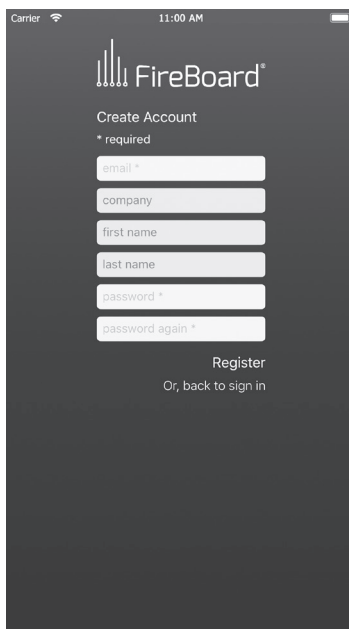 Carrier 11:00 AM
FireBoard®
Create Account
* required
email *
company
first name
last name
password *
password again *
Register
Or, back to sign in